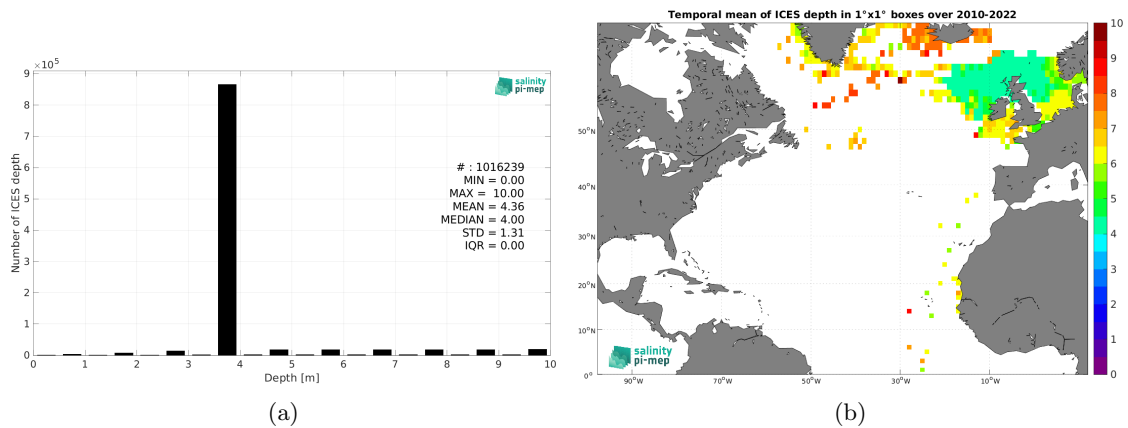 ×10⁵
9
8
7
6
5
4
3
2
1
0
Number of ICES depth
salinity
pi-mep
# : 1016239
MIN = 0.00
MAX = 10.00
MEAN = 4.36
MEDIAN = 4.00
STD = 1.31
IQR = 0.00
0 1 2 3 4 5 6 7 8 9 10
Depth [m]
(a)
Temporal mean of ICES depth in 1°x1° boxes over 2010-2022
50°N
40°N
30°N
20°N
10°N
0°
90°W 70°W 50°W 30°W 10°W
salinity
pi-mep
10
9
8
7
6
5
4
3
2
1
0
(b)